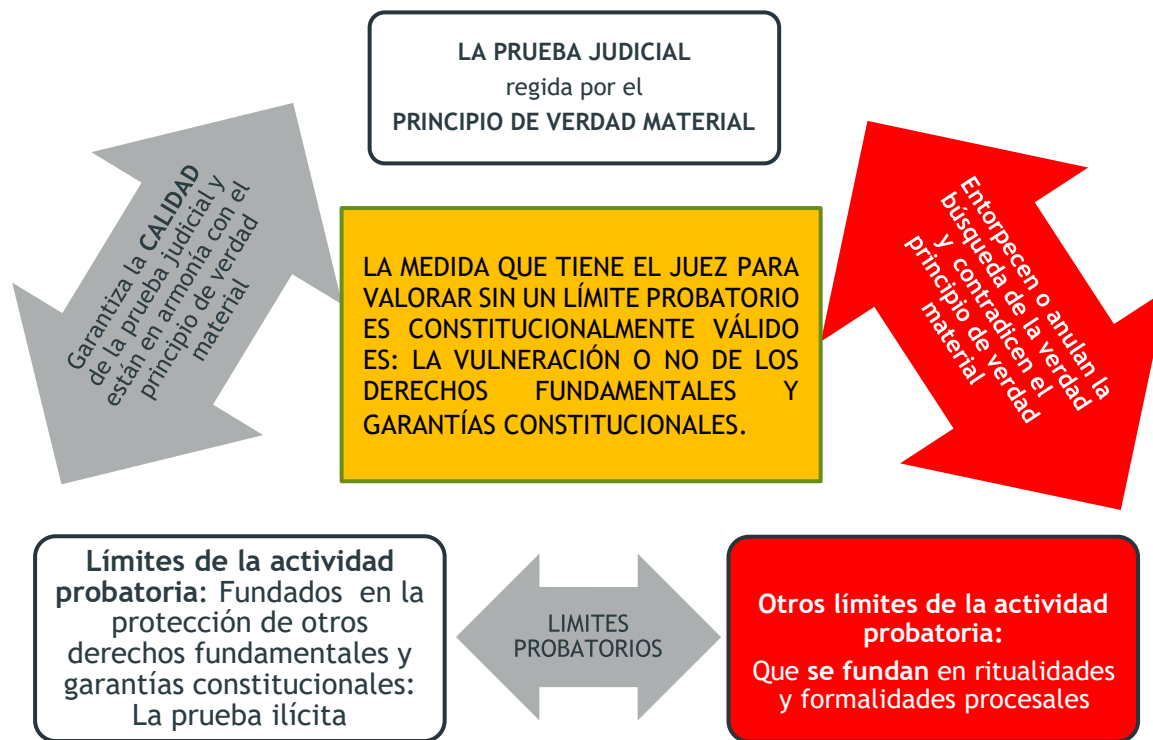 LA PRUEBA JUDICIAL
regida por el
PRINCIPIO DE VERDAD MATERIAL
Garantiza la CALIDAD
de la prueba judicial y
están en armonía con el
principio de verdad
material
LA MEDIDA QUE TIENE EL JUEZ PARA
VALORAR SIN UN LÍMITE PROBATORIO
ES CONSTITUCIONALMENTE VÁLIDO
ES: LA VULNERACIÓN O NO DE LOS
DERECHOS FUNDAMENTALES Y
GARANTÍAS CONSTITUCIONALES.
Entorpecen o anulan la
búsqueda de la verdad
y contradicen el
principio de verdad
material
Límites de la actividad
probatoria: Fundados en la
protección de otros
derechos fundamentales y
garantías constitucionales:
La prueba ilícita
LIMITES
PROBATORIOS
Otros límites de la actividad
probatoria:
Que se fundan en ritualidades
y formalidades procesales